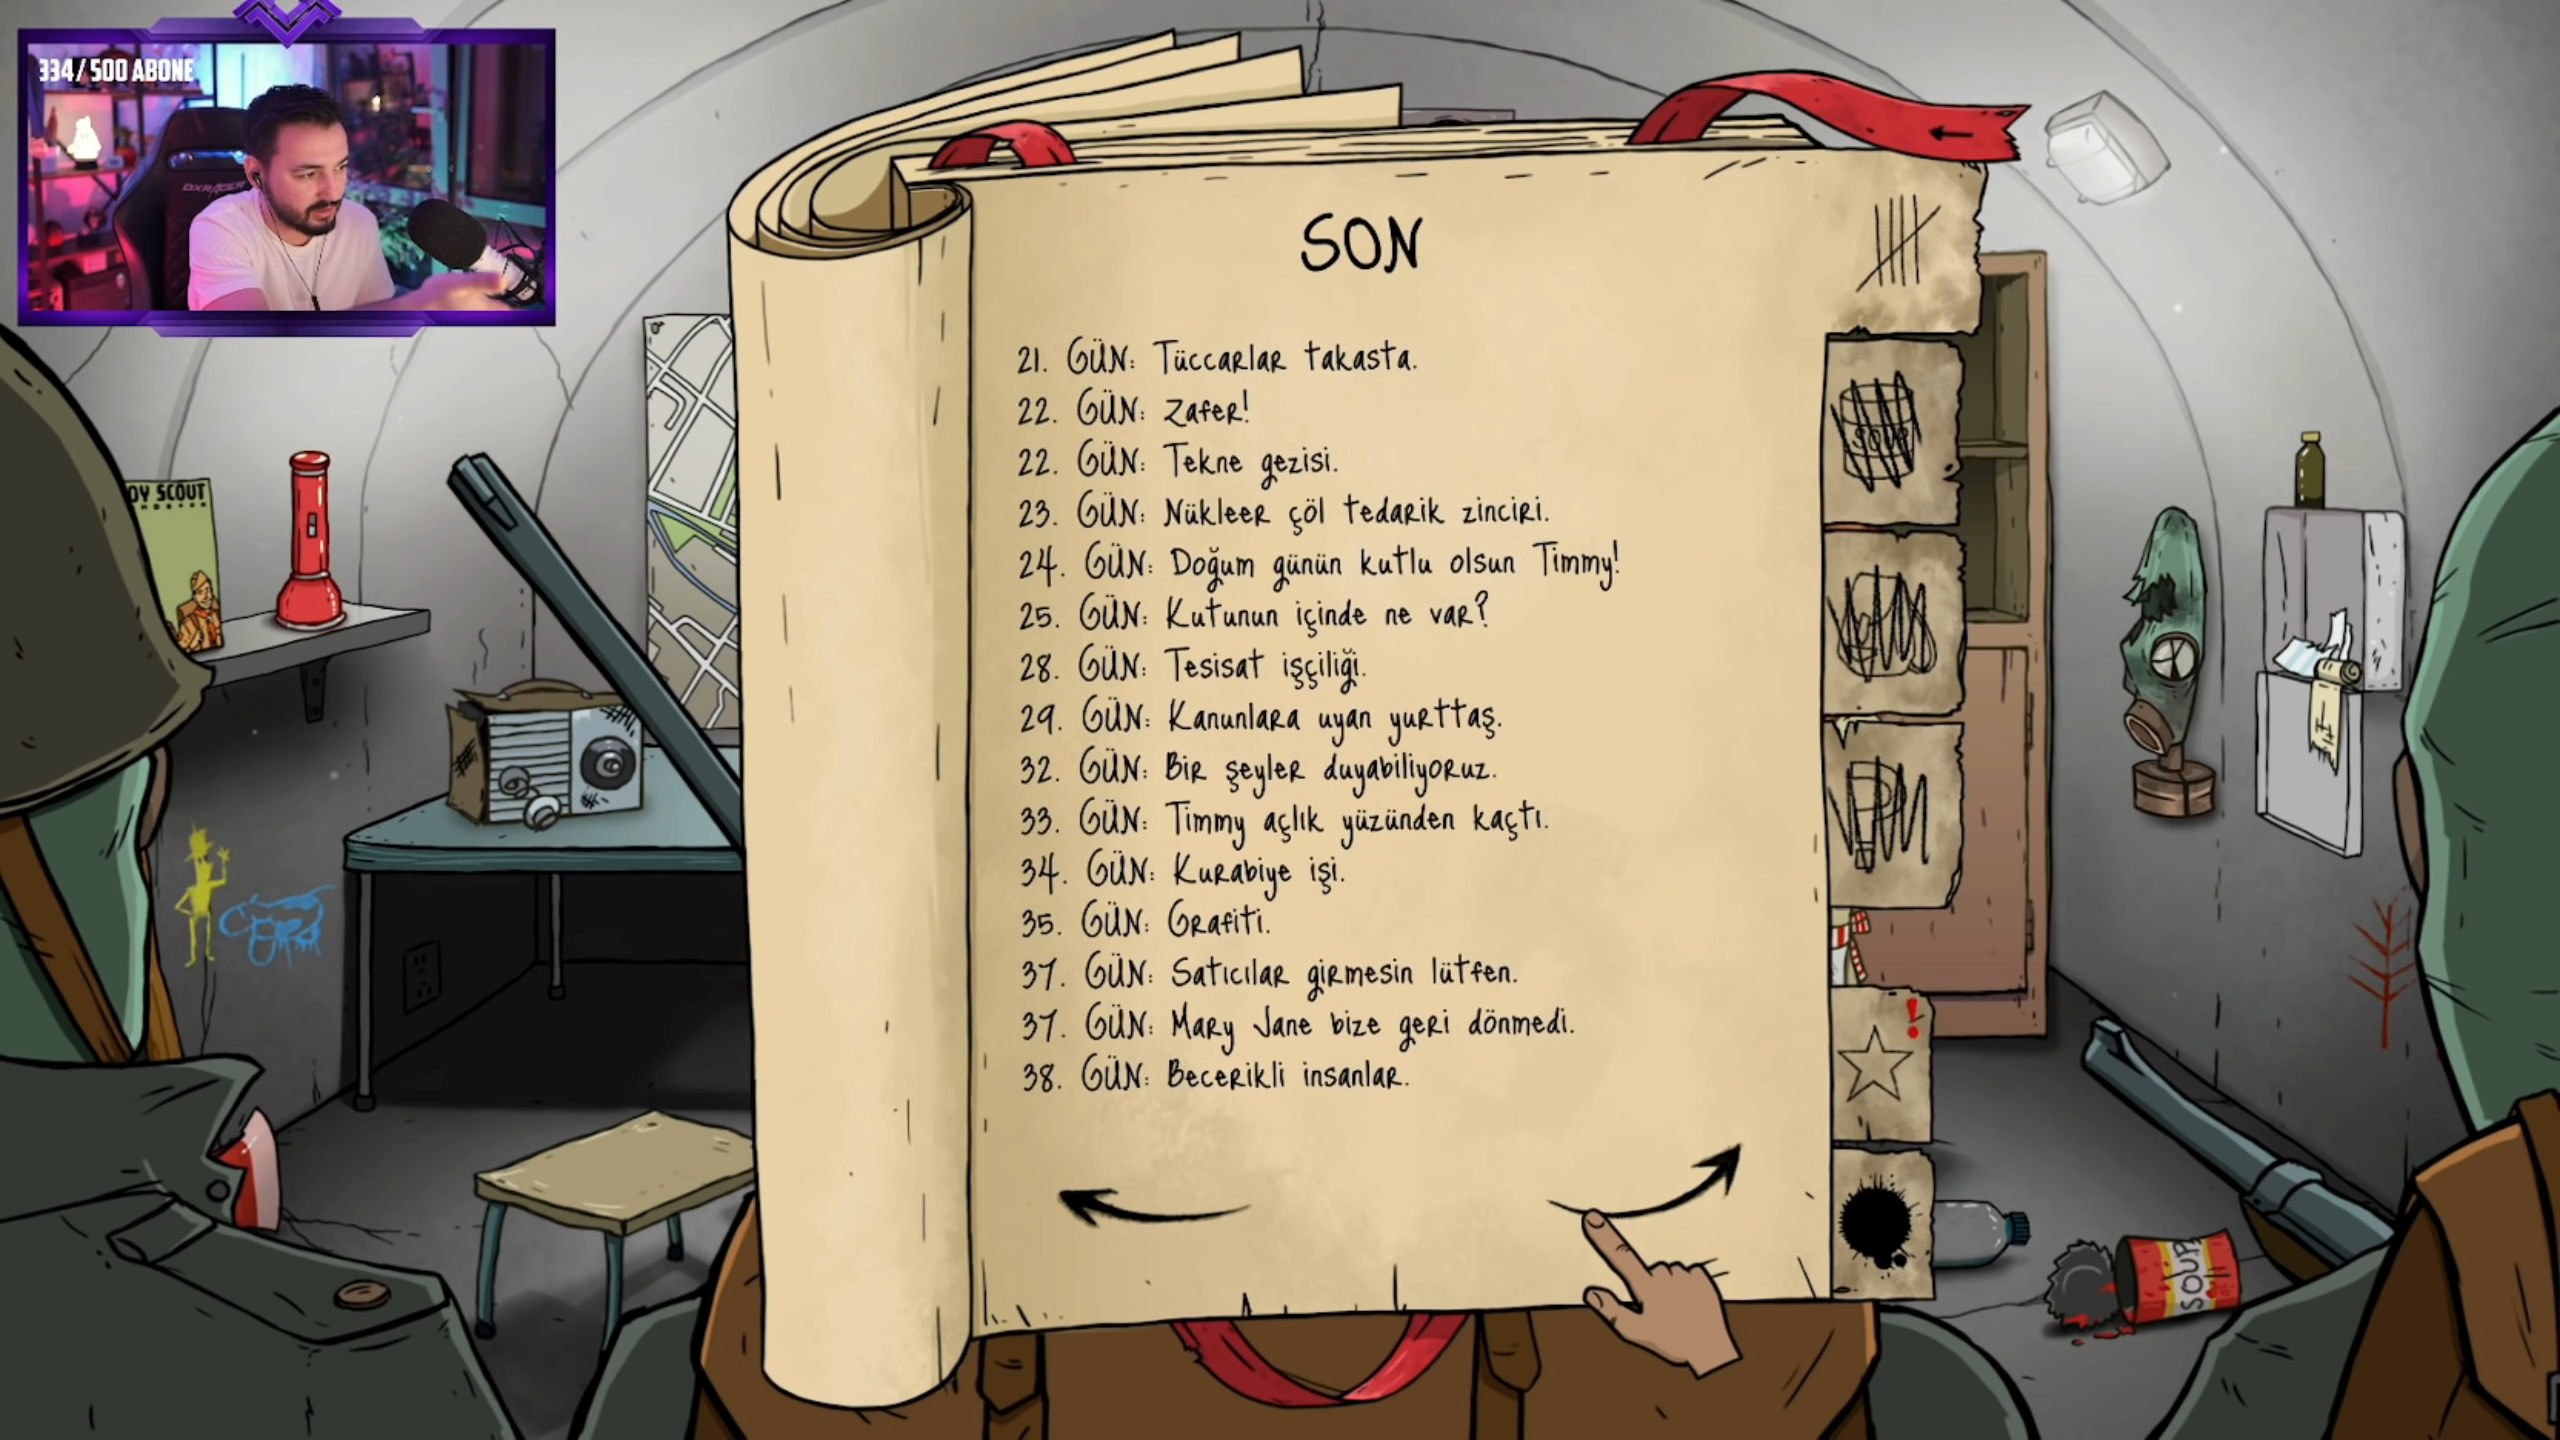 334/ 500 ABONE
DXRACER
OY SCOUT
SON
21. GÜN: Tüccarlar takasta.
22. GÜN: Zafer!
22. GÜN: Tekne gezisi.
23. GÜN: Nükleer çöl tedarik zinciri.
24. GÜN: Doğum günün kutlu olsun Timmy!
25. GÜN: Kutunun içinde ne var?
28. GÜN: Tesisat işçiliği.
29. GÜN: Kanunlara uyan yurttaş.
32. GÜN: Bir şeyler duyabiliyoruz.
33. GÜN: Timmy açlık yüzünden kaçtı.
34. GÜN: Kurabiye işi.
35. GÜN: Grafiti.
37. GÜN: Satıcılar girmesin lütfen.
37. GÜN: Mary Jane bize geri dönmedi.
38. GÜN: Becerikli insanlar.
SOUP
!
SOUP